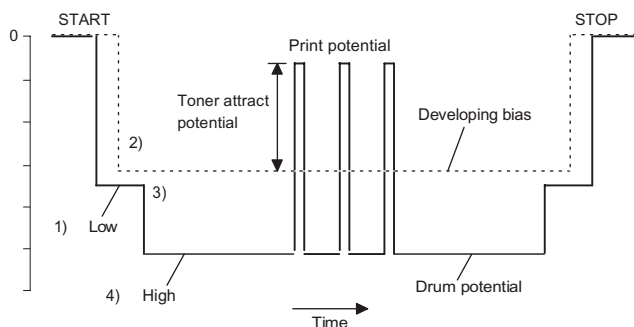 START
STOP
0
Print potential
Toner attract
potential
Developing bias
2)
3)
1)
Low
4)
High
Drum potential
Time